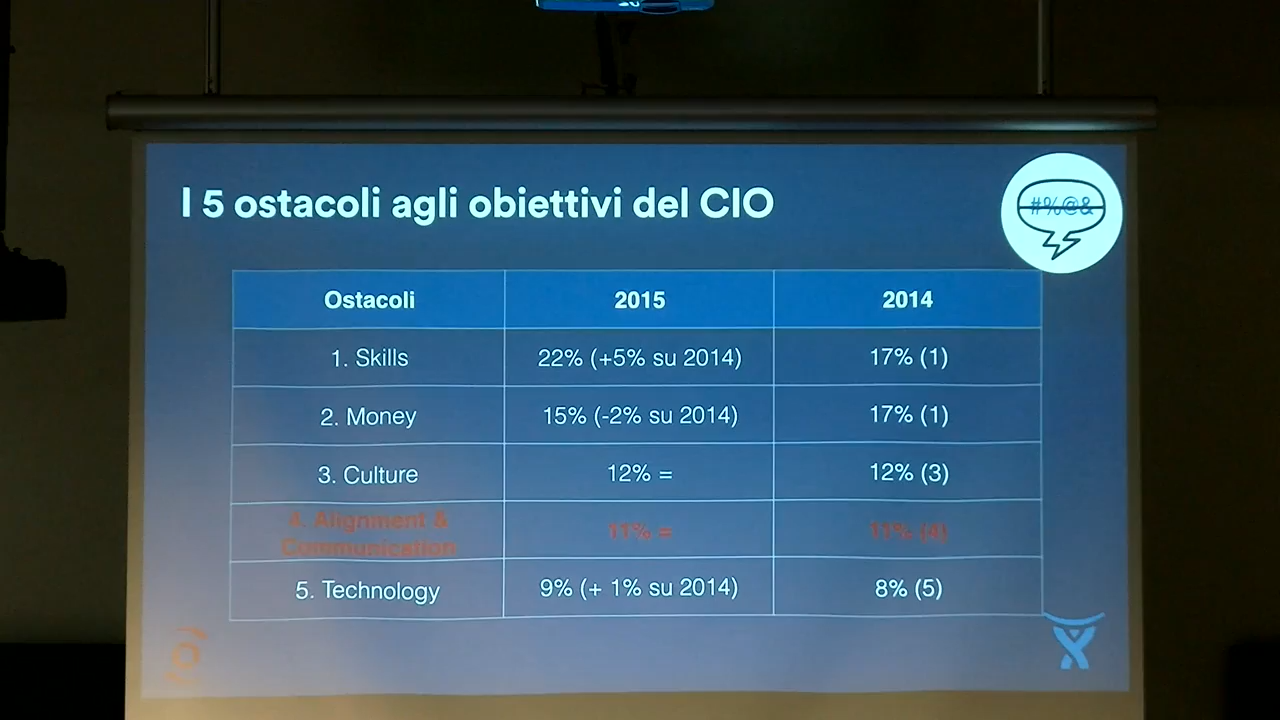 I 5 ostacoli agli obiettivi del CIO
#%@&
Ostacoli 2015 2014
1. Skills 22% (+5% su 2014) 17% (1)
2. Money 15% (-2% su 2014) 17% (1)
3. Culture 12% = 12% (3)
4. Alignment &
Communication 11% = 11% (4)
5. Technology 9% (+ 1% su 2014) 8% (5)